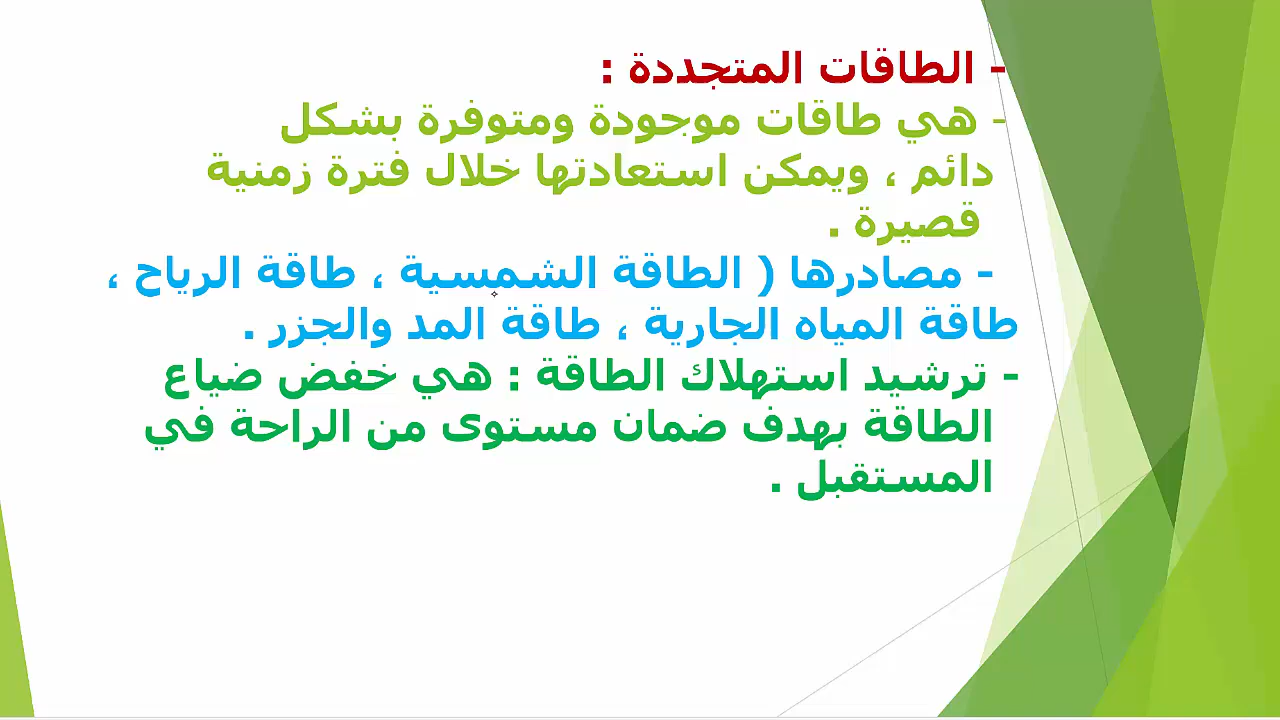 - الطاقات المتجددة :
- هي طاقات موجودة ومتوفرة بشكل
دائم ، ويمكن استعادتها خلال فترة زمنية
قصيرة .
- مصادرها ( الطاقة الشمسية ، طاقة الرياح ،
طاقة المياه الجارية ، طاقة المد والجزر .
- ترشيد استهلاك الطاقة : هي خفض ضياع
الطاقة بهدف ضمان مستوى من الراحة في
المستقبل .